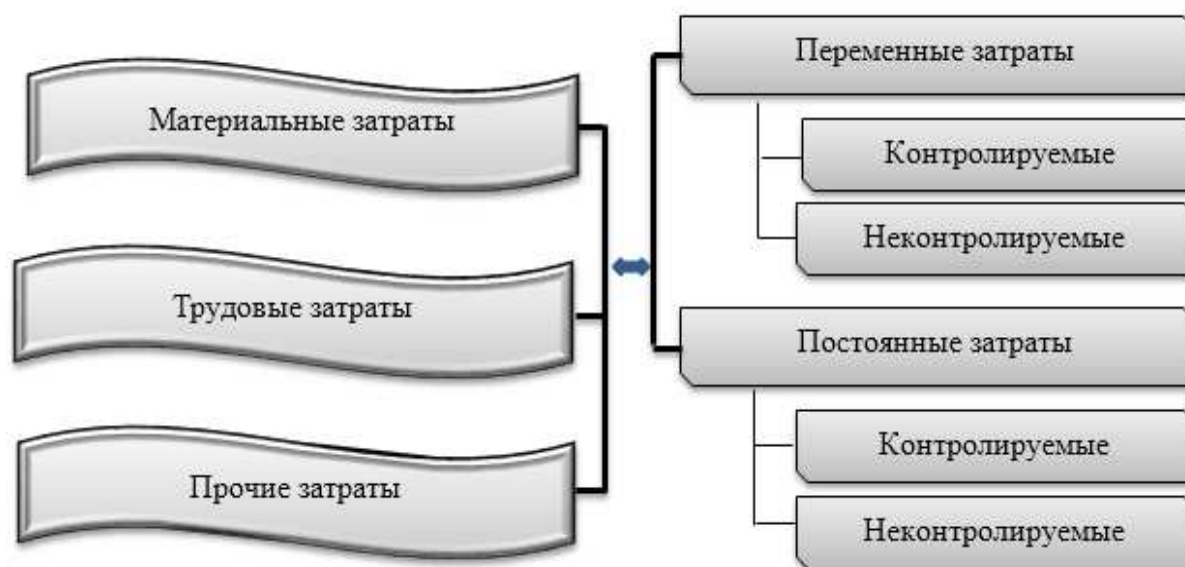 Материальные затраты
Трудовые затраты
Прочие затраты
Переменные затраты
Контролируемые
Неконтролируемые
Постоянные затраты
Контролируемые
Неконтролируемые